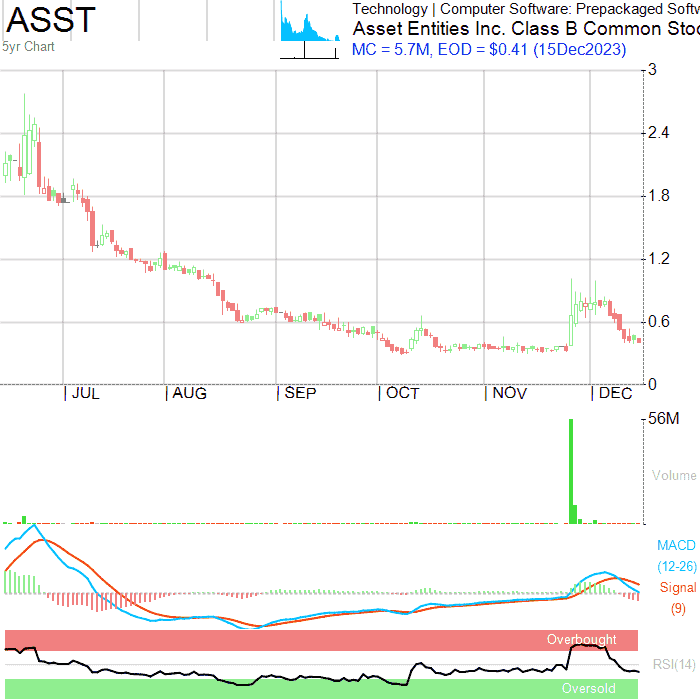 ASST
5yr Chart
Technology | Computer Software: Prepackaged Softw
Asset Entities Inc. Class B Common Stoc
MC = 5.7M, EOD = $0.41 (15Dec2023)
3
2.4
1.8
1.2
0.6
0
| JUL | AUG | SEP | OCT | NOV | DEC
56M
Volume
MACD
(12-26)
Signal
(9)
Overbought
RSI(14)
Oversold